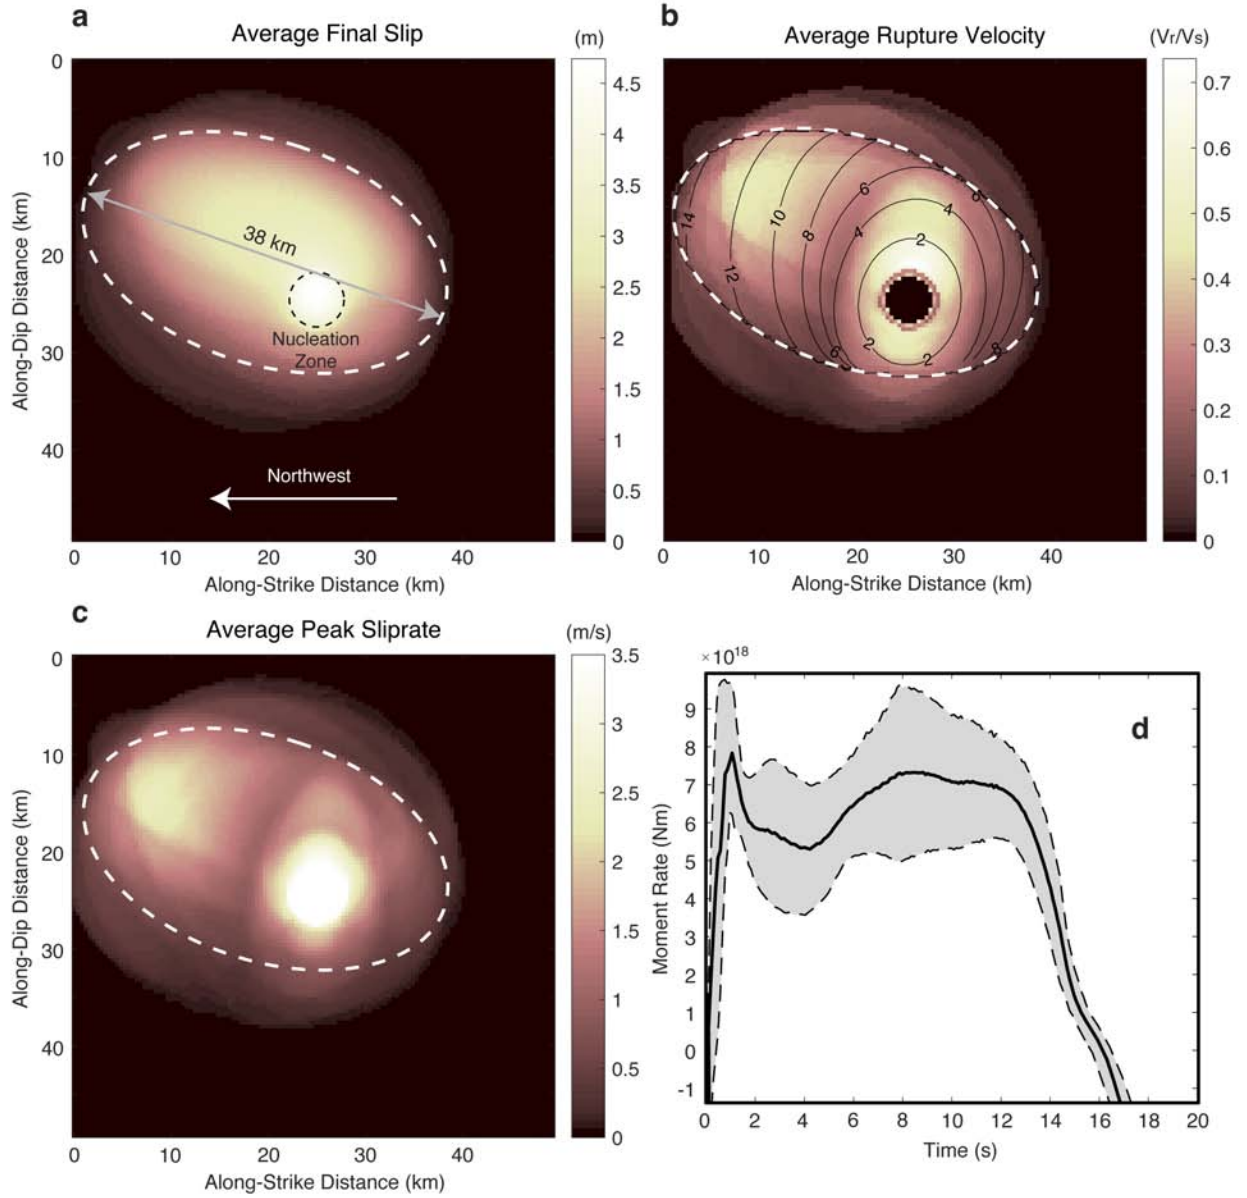 a
Average Final Slip
(m)
0
10
20
30
40
Along-Dip Distance (km)
38 km
Nucleation
Zone
Northwest
0 10 20 30 40
Along-Strike Distance (km)
4.5
4
3.5
3
2.5
2
1.5
1
0.5
0
b
Average Rupture Velocity
(Vr/Vs)
14
12
10
8
6
4
2
6
4
2
2
6
8
0 10 20 30 40
Along-Strike Distance (km)
0.7
0.6
0.5
0.4
0.3
0.2
0.1
0
c
Average Peak Sliprate
(m/s)
0
10
20
30
40
Along-Dip Distance (km)
0 10 20 30 40
Along-Strike Distance (km)
3.5
3
2.5
2
1.5
1
0.5
0
×10¹⁸
d
9
8
7
6
5
4
3
2
1
0
-1
Moment Rate (Nm)
0 2 4 6 8 10 12 14 16 18 20
Time (s)